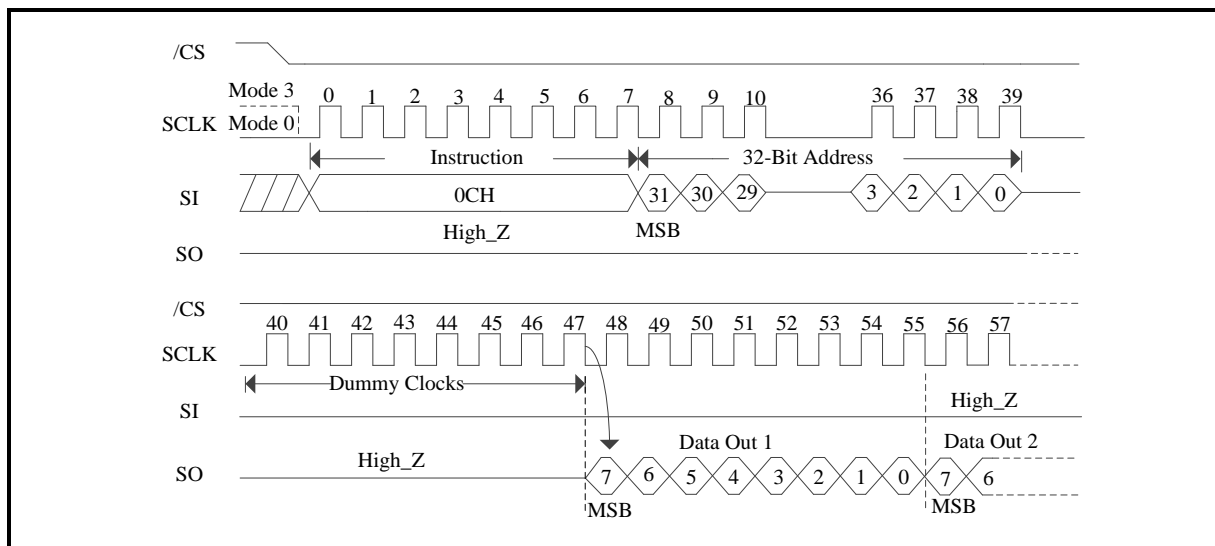 /CS
Mode 3
0 1 2 3 4 5 6 7 8 9 10 36 37 38 39
SCLK
Mode 0
Instruction
32-Bit Address
SI
0CH
31 30 29 3 2 1 0
High_Z
MSB
SO
/CS
40 41 42 43 44 45 46 47 48 49 50 51 52 53 54 55 56 57
SCLK
Dummy Clocks
SI
High_Z
Data Out 1
Data Out 2
SO
High_Z
7 6 5 4 3 2 1 0 7 6
MSB
MSB